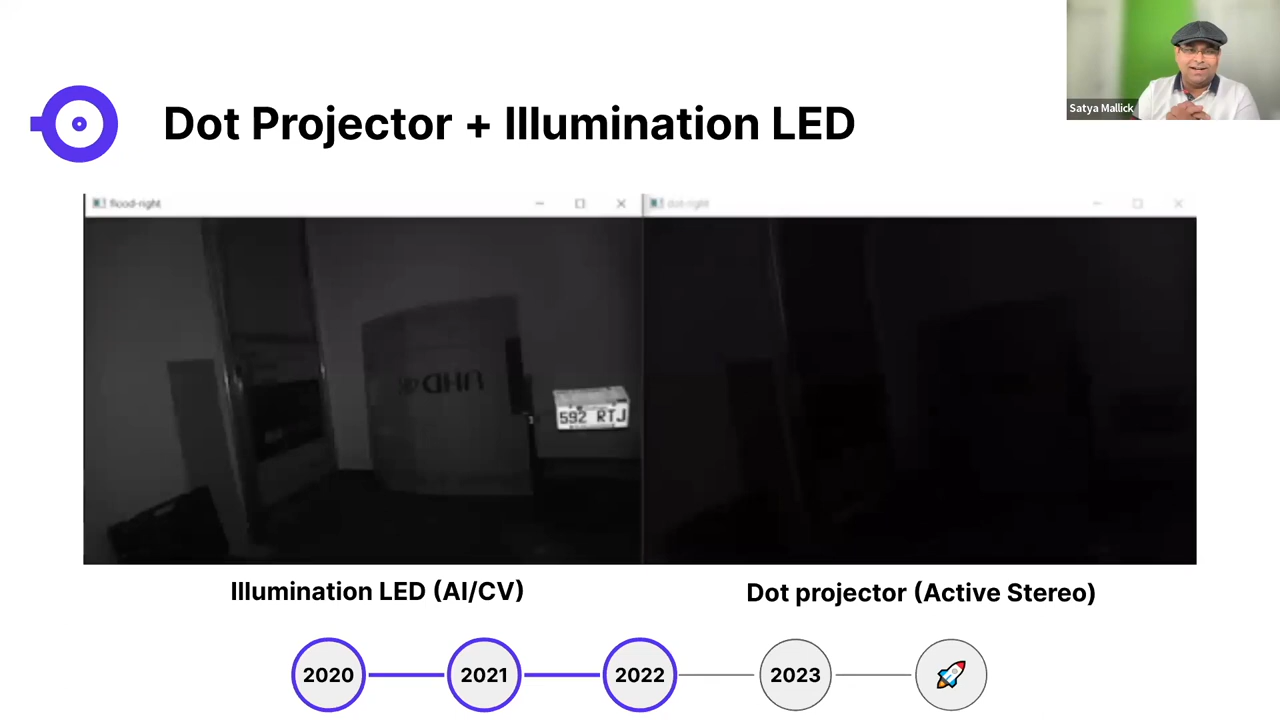 Satya Mallick
Dot Projector + Illumination LED
flood-right
dot-right
UHD
592 RTJ
Illumination LED (AI/CV)
Dot projector (Active Stereo)
2020
2021
2022
2023